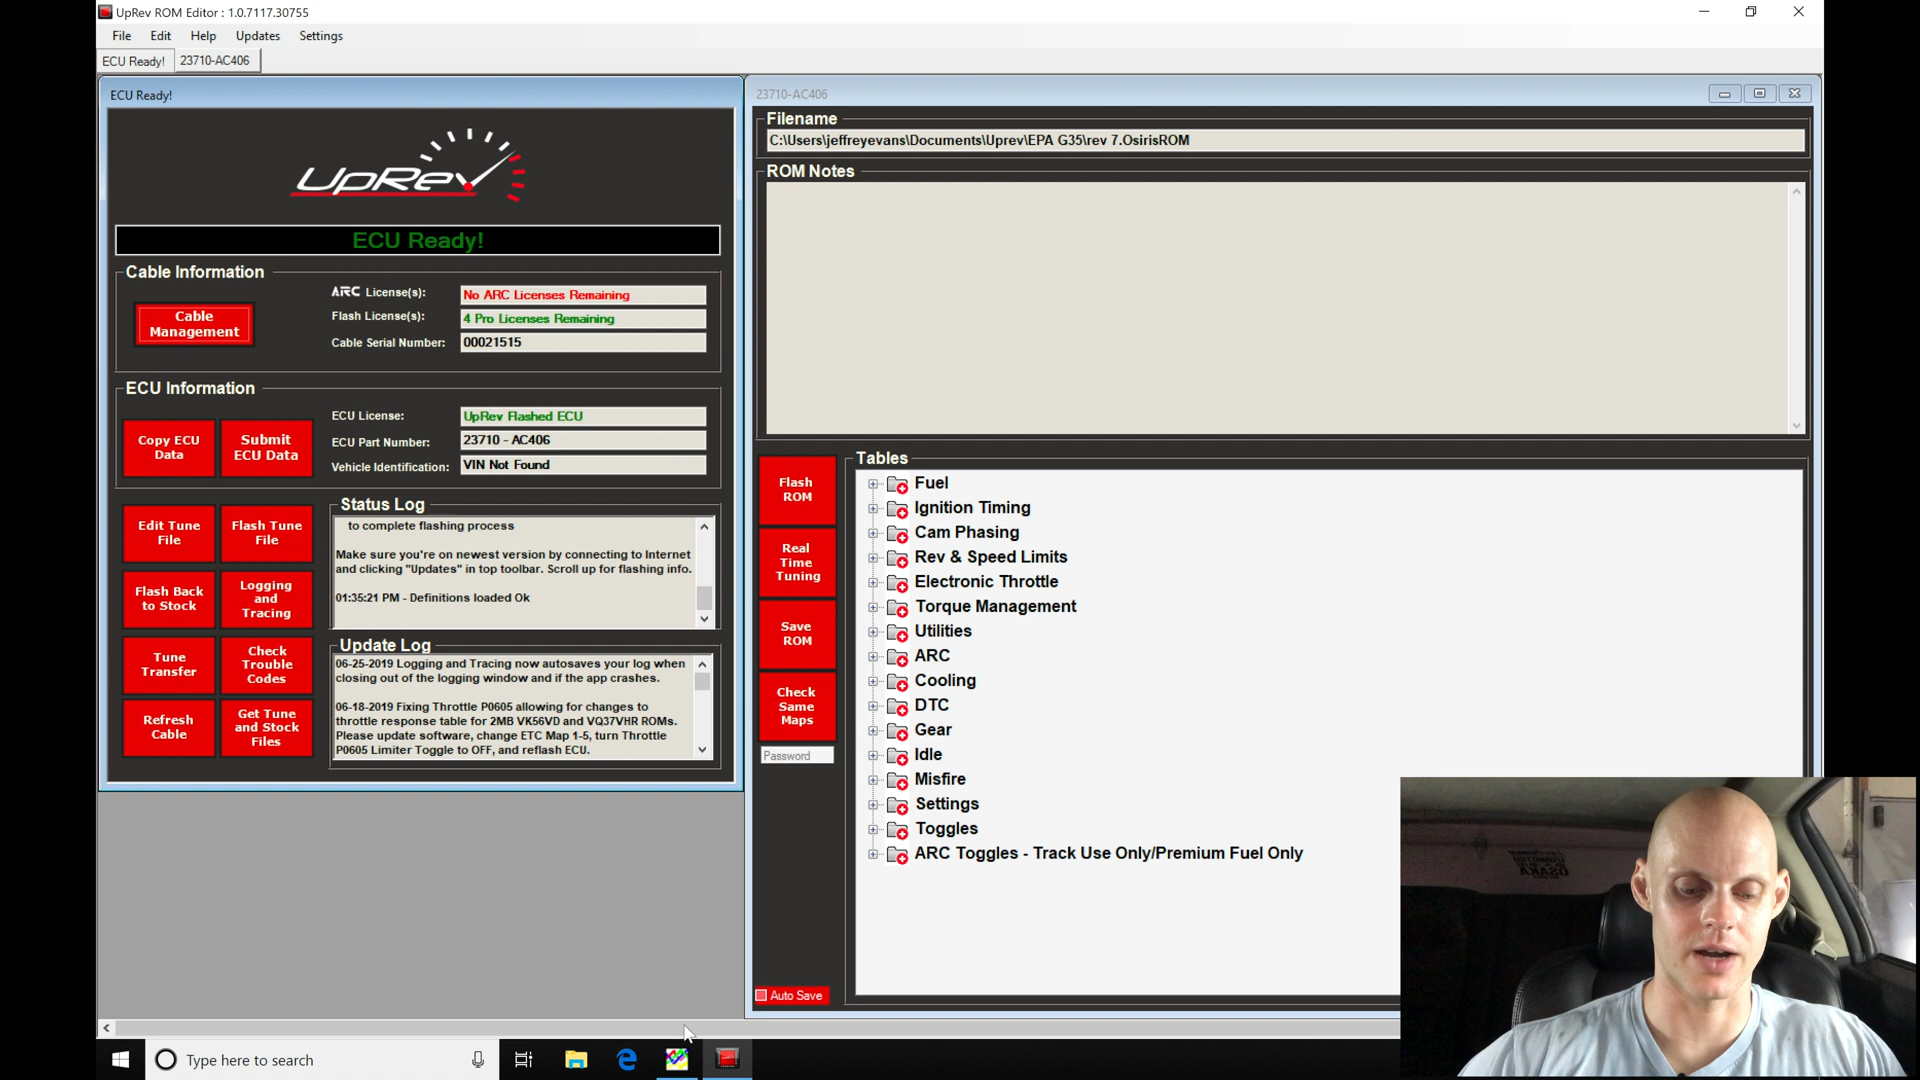 UpRev ROM Editor : 1.0.7117.30755
File Edit Help Updates Settings
ECU Ready! 23710-AC406
ECU Ready!
UpRev
ECU Ready!
Cable Information
Cable Management
ARC License(s): No ARC Licenses Remaining
Flash License(s): 4 Pro Licenses Remaining
Cable Serial Number: 00021515
ECU Information
Copy ECU Data
Submit ECU Data
ECU License: UpRev Flashed ECU
ECU Part Number: 23710 - AC406
Vehicle Identification: VIN Not Found
Edit Tune File
Flash Tune File
Flash Back to Stock
Logging and Tracing
Tune Transfer
Check Trouble Codes
Refresh Cable
Get Tune and Stock Files
Status Log
to complete flashing process
Make sure you're on newest version by connecting to Internet
and clicking "Updates" in top toolbar. Scroll up for flashing info.
01:35:21 PM - Definitions loaded Ok
Update Log
06-25-2019 Logging and Tracing now autosaves your log when
closing out of the logging window and if the app crashes.
06-18-2019 Fixing Throttle P0605 allowing for changes to
throttle response table for 2MB VK56VD and VQ37VHR ROMs.
Please update software, change ETC Map 1-5, turn Throttle
P0605 Limiter Toggle to OFF, and reflash ECU.
23710-AC406
Filename
C:\Users\jeffreyevans\Documents\Uprev\EPA G35\rev 7.OsirisROM
ROM Notes
Flash ROM
Real Time Tuning
Save ROM
Check Same Maps
Password
Auto Save
Tables
Fuel
Ignition Timing
Cam Phasing
Rev & Speed Limits
Electronic Throttle
Torque Management
Utilities
ARC
Cooling
DTC
Gear
Idle
Misfire
Settings
Toggles
ARC Toggles - Track Use Only/Premium Fuel Only
Type here to search